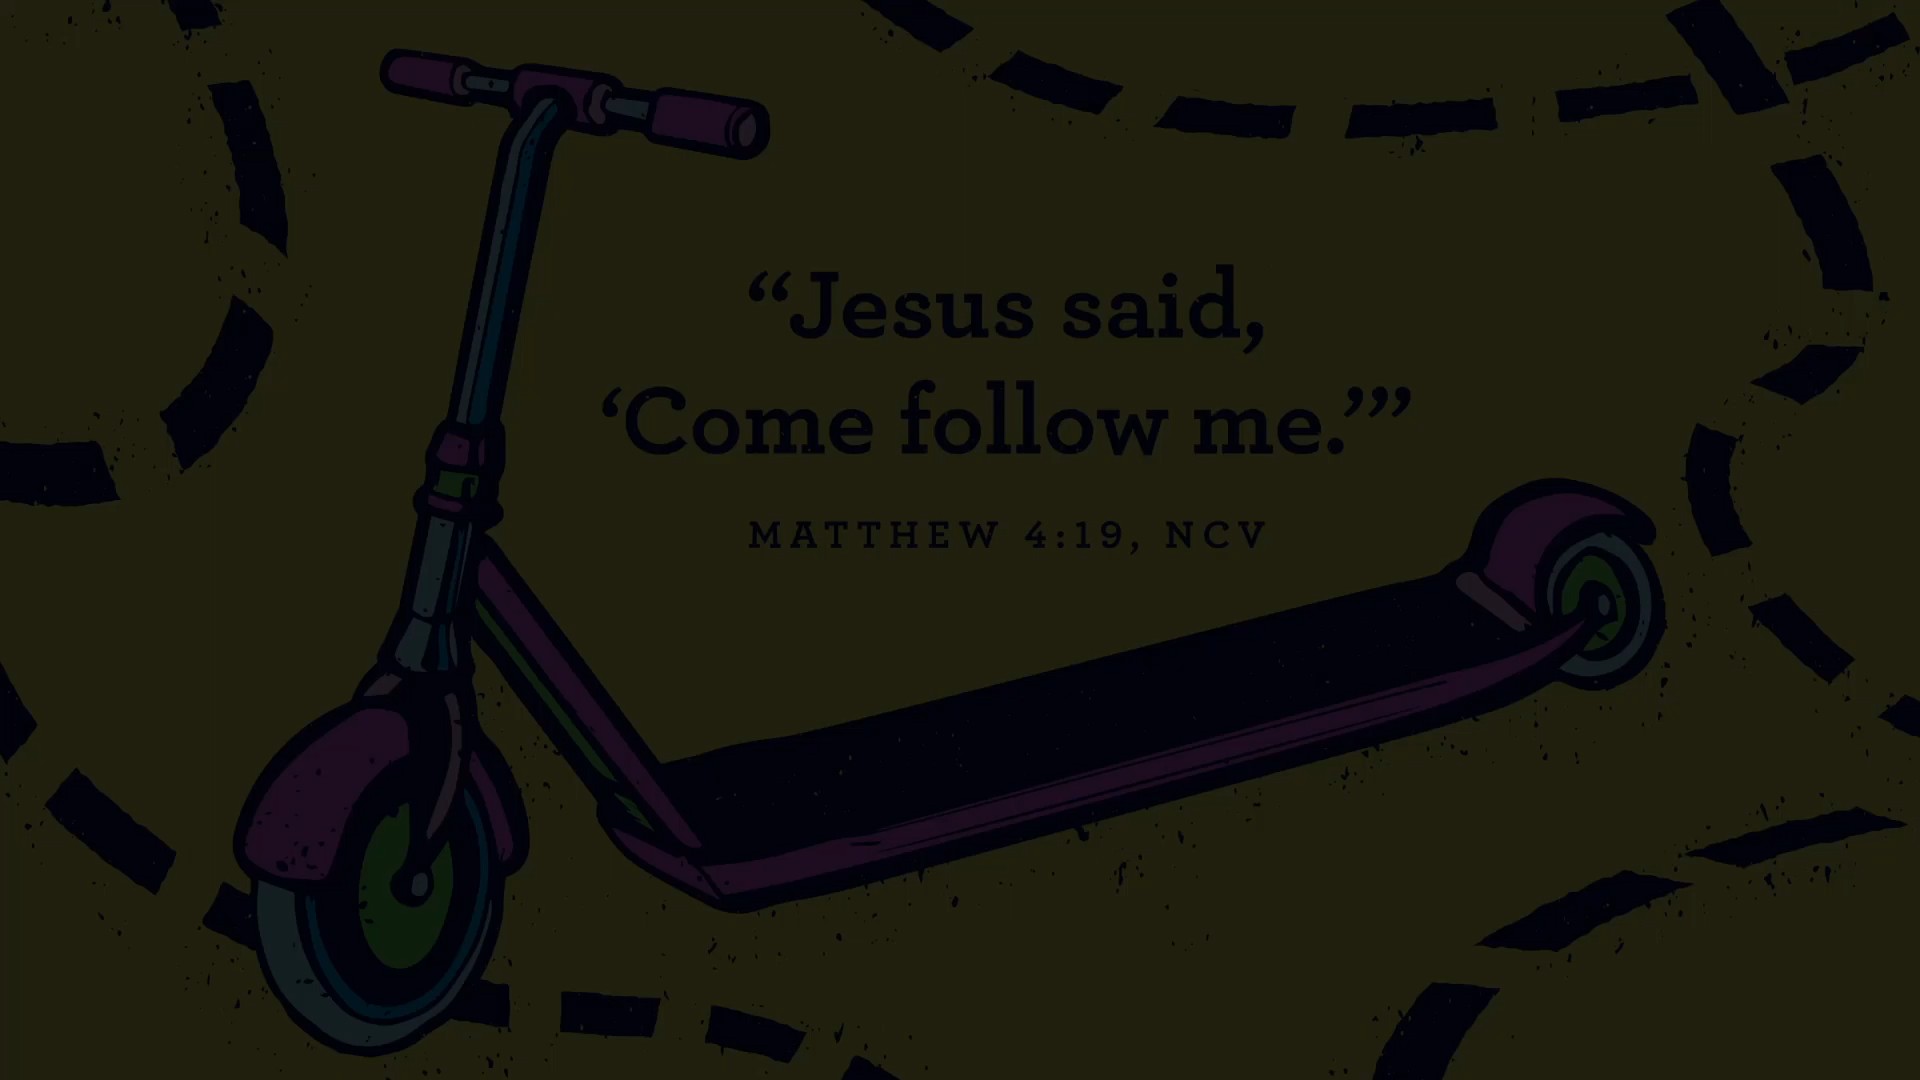 “Jesus said,
‘Come follow me.’”
MATTHEW 4:19, NCV